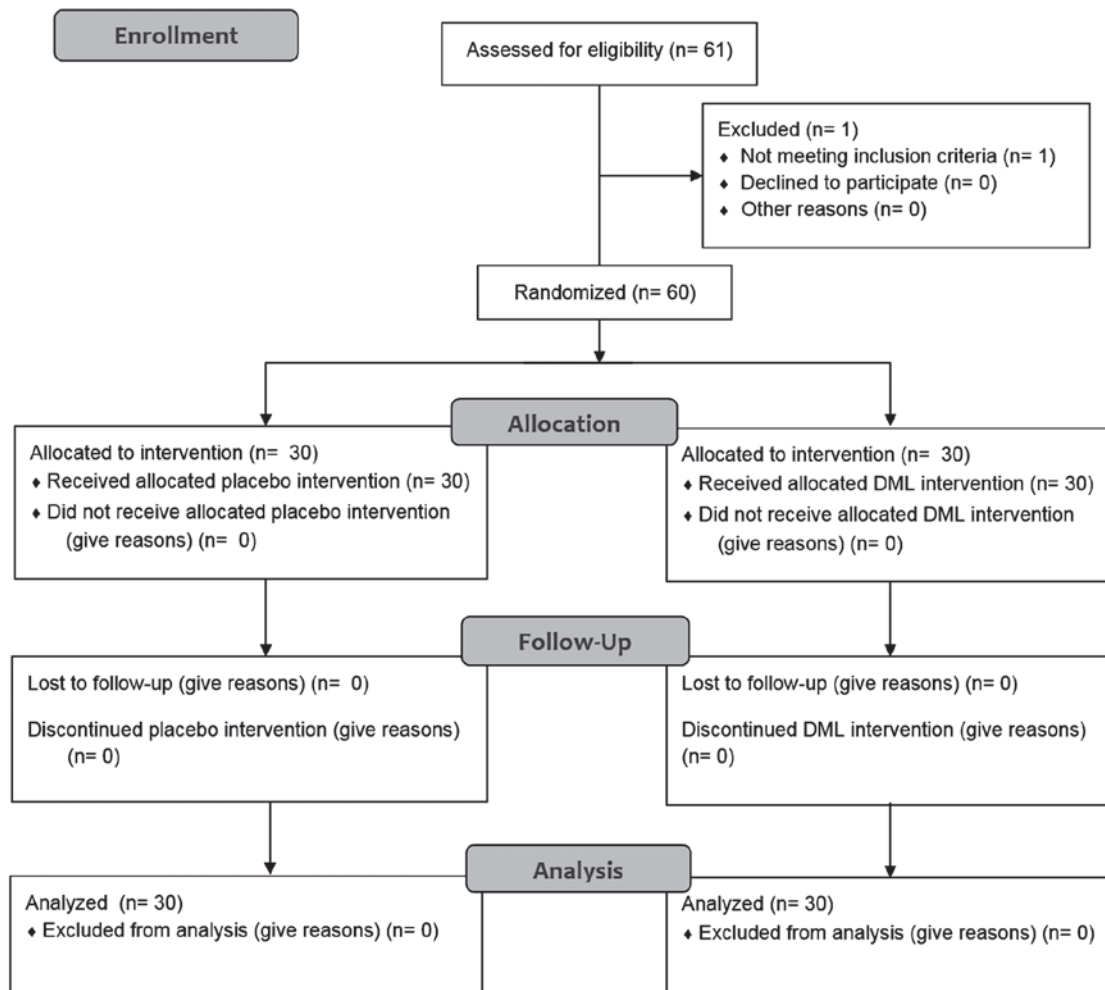 Enrollment
Assessed for eligibility (n= 61)
Excluded (n= 1)
♦ Not meeting inclusion criteria (n= 1)
♦ Declined to participate (n= 0)
♦ Other reasons (n= 0)
Randomized (n= 60)
Allocation
Allocated to intervention (n= 30)
♦ Received allocated placebo intervention (n= 30)
♦ Did not receive allocated placebo intervention
(give reasons) (n= 0)
Allocated to intervention (n= 30)
♦ Received allocated DML intervention (n= 30)
♦ Did not receive allocated DML intervention
(give reasons) (n= 0)
Follow-Up
Lost to follow-up (give reasons) (n= 0)
Discontinued placebo intervention (give reasons)
(n= 0)
Lost to follow-up (give reasons) (n= 0)
Discontinued DML intervention (give reasons)
(n= 0)
Analysis
Analyzed (n= 30)
♦ Excluded from analysis (give reasons) (n= 0)
Analyzed (n= 30)
♦ Excluded from analysis (give reasons) (n= 0)